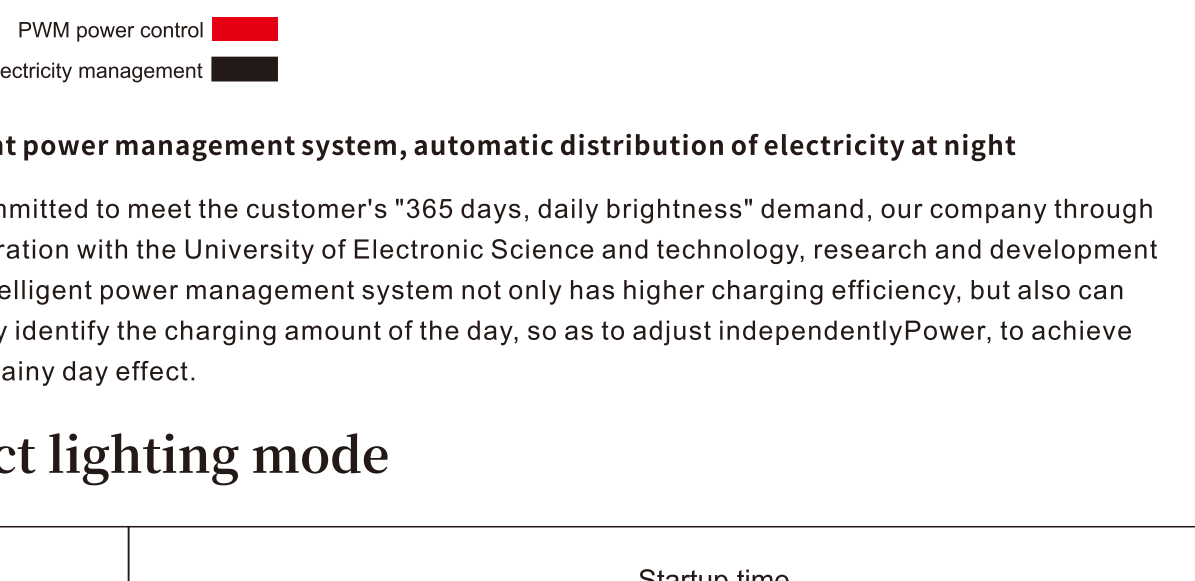 PWM power control
ectricity management
nt power management system, automatic distribution of electricity at night
mmitted to meet the customer's "365 days, daily brightness" demand, our company through
ration with the University of Electronic Science and technology, research and development
elligent power management system not only has higher charging efficiency, but also can
y identify the charging amount of the day, so as to adjust independentlyPower, to achieve
ainy day effect.
ct lighting mode
Startup time